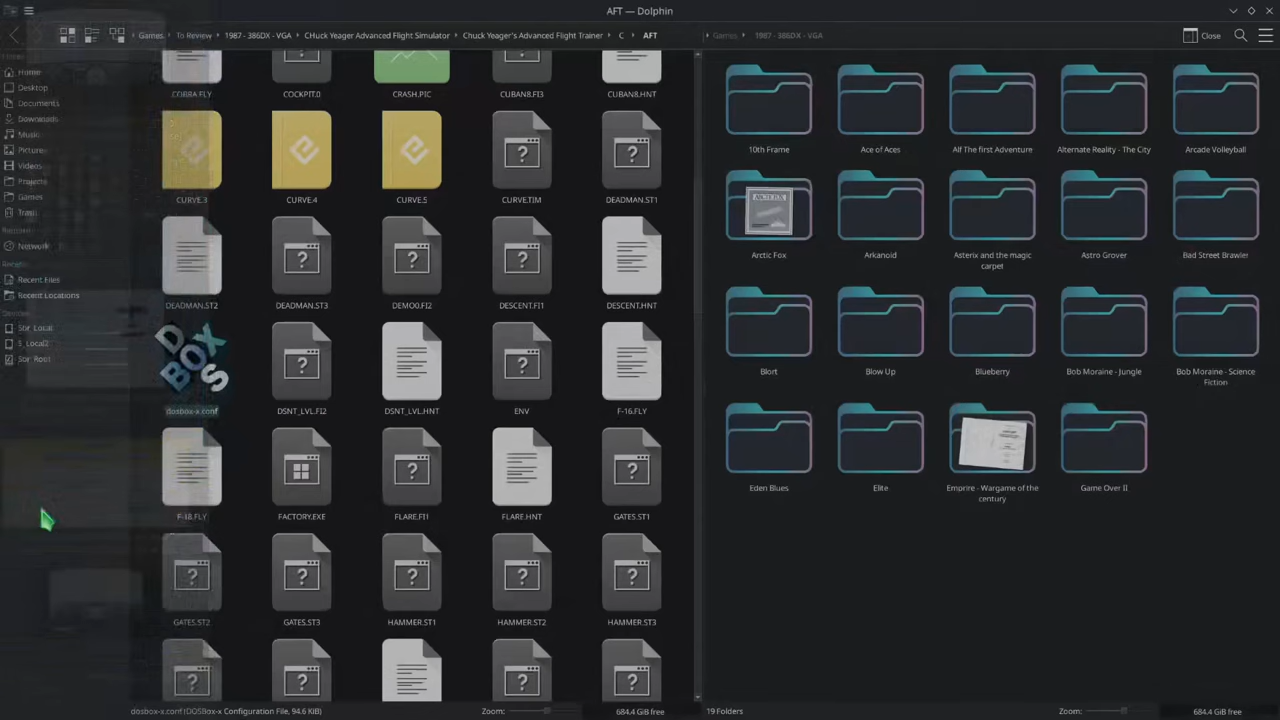 AFT — Dolphin
Games
To Review
1987 - 386DX - VGA
CHuck Yeager Advanced Flight Simulator
Chuck Yeager's Advanced Flight Trainer
C
AFT
Games
1987 - 386DX - VGA
Close
Home
Desktop
Documents
Downloads
Music
Pictures
Videos
Projects
Games
Trash
Network
Recent Files
Recent Locations
COBRA.FLY
COCKPIT.0
CRASH.PIC
CUBAN8.FI3
CUBAN8.HNT
CURVE.3
CURVE.4
CURVE.5
CURVE.TIM
DEADMAN.ST1
DEADMAN.ST2
DEADMAN.ST3
DEMO0.FI2
DESCENT.FI1
DESCENT.HNT
DOSBOX
dosbox-x.conf
DSNT_LVL.FI2
DSNT_LVL.HNT
ENV
F-16.FLY
F-18.FLY
FACTORY.EXE
FLARE.FI1
FLARE.HNT
GATES.ST1
GATES.ST2
GATES.ST3
HAMMER.ST1
HAMMER.ST2
HAMMER.ST3
10th Frame
Ace of Aces
Alf The first Adventure
Alternate Reality - The City
Arcade Volleyball
Arctic Fox
Arkanoid
Asterix and the magic
carpet
Astro Grover
Bad Street Brawler
Blort
Blow Up
Blueberry
Bob Moraine - Jungle
Bob Moraine - Science
Fiction
Eden Blues
Elite
Emprire - Wargame of the
century
Game Over II
dosbox-x.conf (DOSBox-x Configuration File, 94.6 KiB)
Zoom:
684.4 GiB free
19 Folders
Zoom:
684.4 GiB free